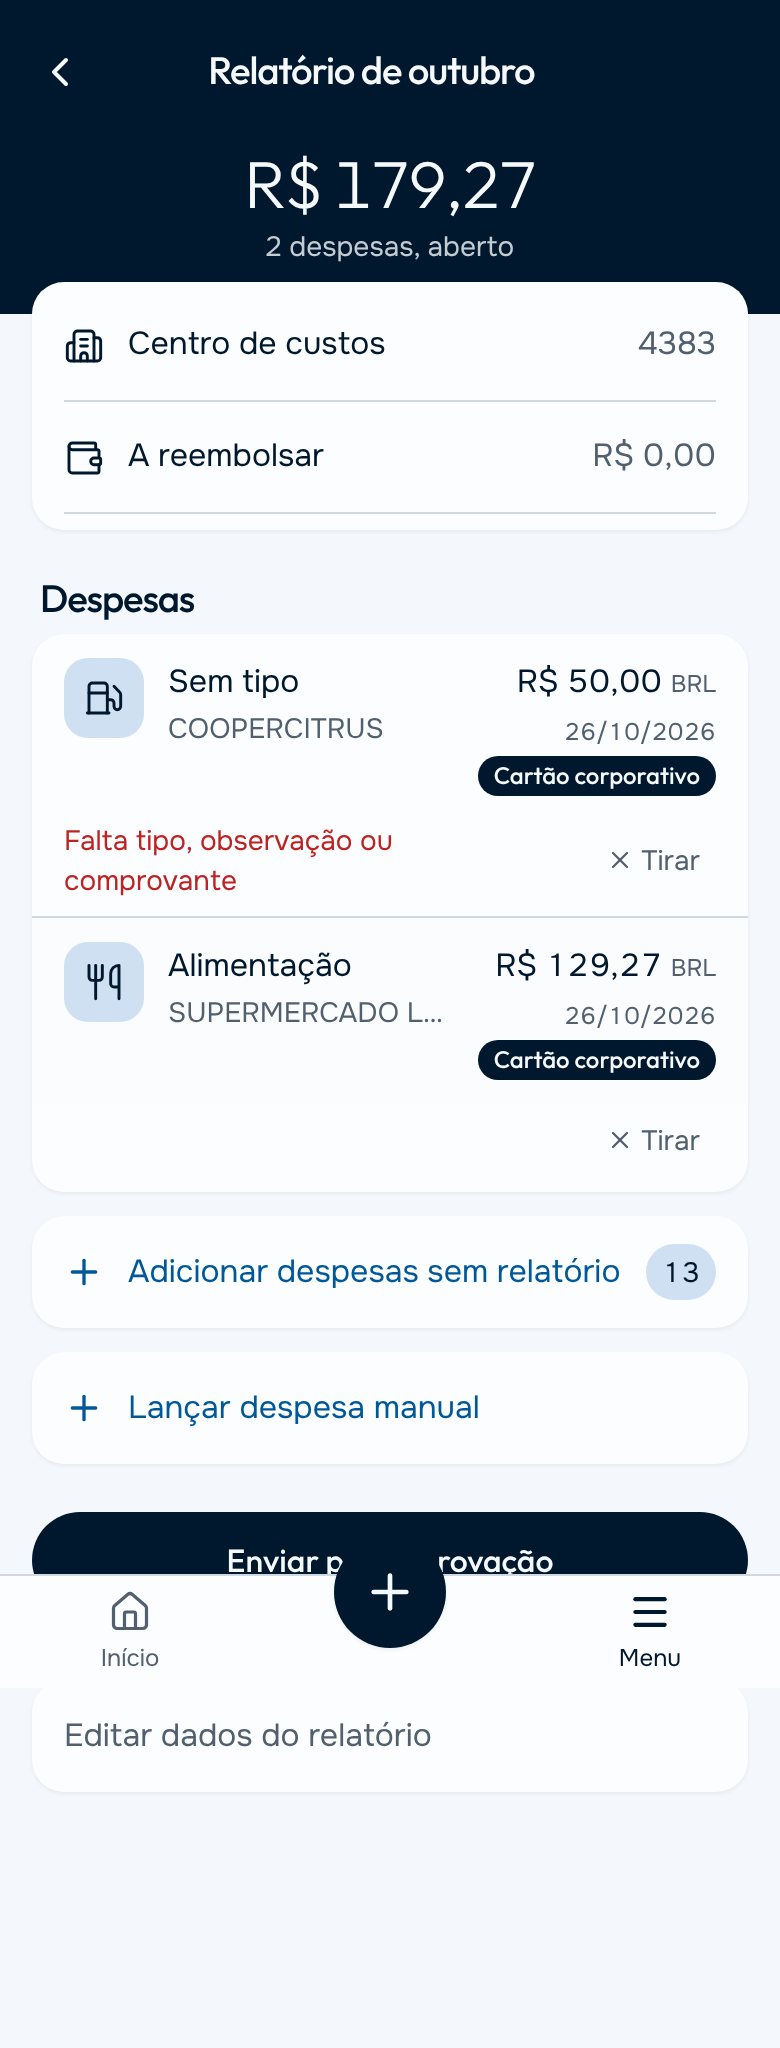 Relatório de outubro
R$ 179,27
2 despesas, aberto
Centro de custos 4383
A reembolsar R$ 0,00
Despesas
Sem tipo R$ 50,00 BRL
COOPERCITRUS 26/10/2026
Cartão corporativo
Falta tipo, observação ou
comprovante
Tirar
Alimentação R$ 129,27 BRL
SUPERMERCADO L... 26/10/2026
Cartão corporativo
Tirar
Adicionar despesas sem relatório 13
Lançar despesa manual
Enviar p rovação
Início Menu
Editar dados do relatório